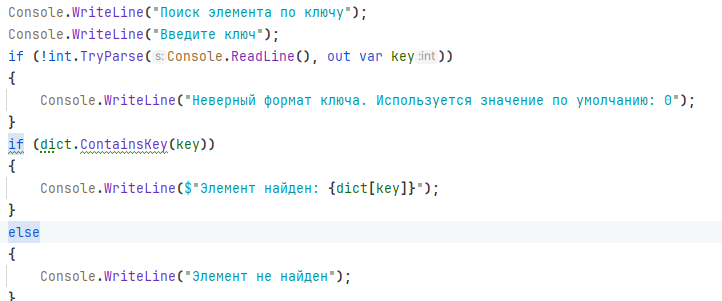 Console.WriteLine("Поиск элемента по ключу");
Console.WriteLine("Введите ключ");
if (!int.TryParse(s: Console.ReadLine(), out var key :int))
{
    Console.WriteLine("Неверный формат ключа. Используется значение по умолчанию: 0");
}
if (dict.ContainsKey(key))
{
    Console.WriteLine($"Элемент найден: {dict[key]}");
}
else
{
    Console.WriteLine("Элемент не найден");
}